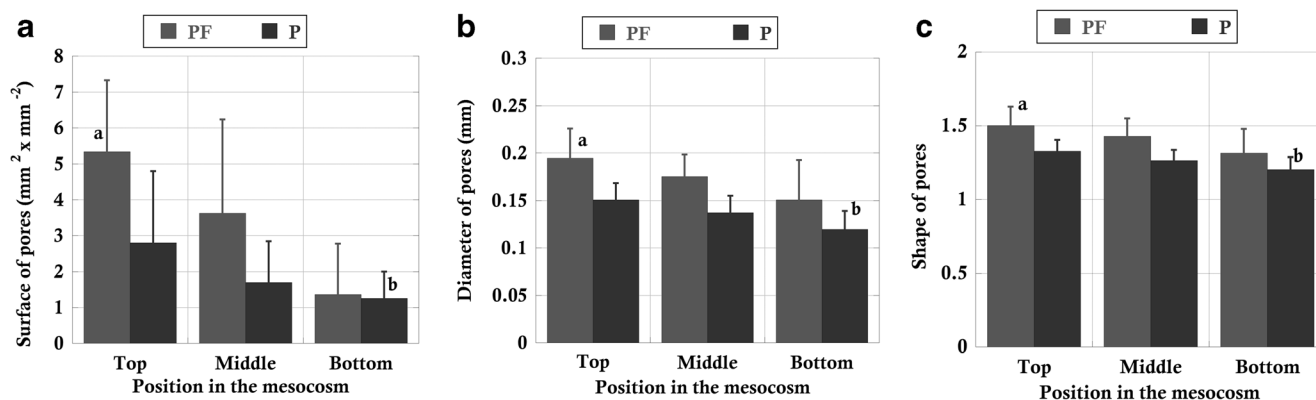 a
PF P
Surface of pores (mm ² x mm ⁻²)
8
7
6
5
4
3
2
1
0
a
b
Top Middle Bottom
Position in the mesocosm
b
PF P
Diameter of pores (mm)
0.3
0.25
0.2
0.15
0.1
0.05
0
a
b
Top Middle Bottom
Position in the mesocosm
c
PF P
Shape of pores
2
1.5
1
0.5
0
a
b
Top Middle Bottom
Position in the mesocosm